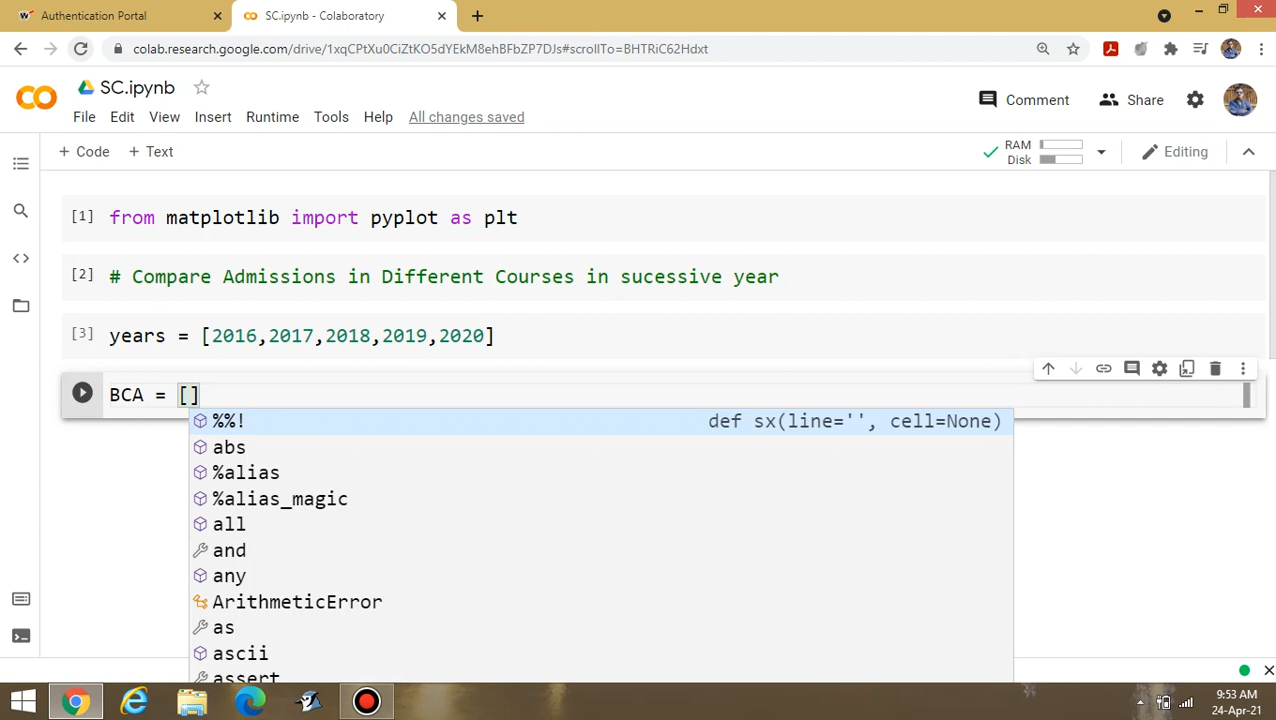 Authentication Portal
SC.ipynb - Colaboratory
colab.research.google.com/drive/1xqCPtXu0CiZtKO5dYEkM8ehBFbZP7DJs#scrollTo=BHTRiC62Hdxt
SC.ipynb
Comment
Share
File Edit View Insert Runtime Tools Help All changes saved
+ Code + Text
RAM
Disk
Editing
[1] from matplotlib import pyplot as plt
[2] # Compare Admissions in Different Courses in sucessive year
[3] years = [2016,2017,2018,2019,2020]
BCA = []
%%! def sx(line='', cell=None)
abs
%alias
%alias_magic
all
and
any
ArithmeticError
as
ascii
assert
9:53 AM
24-Apr-21